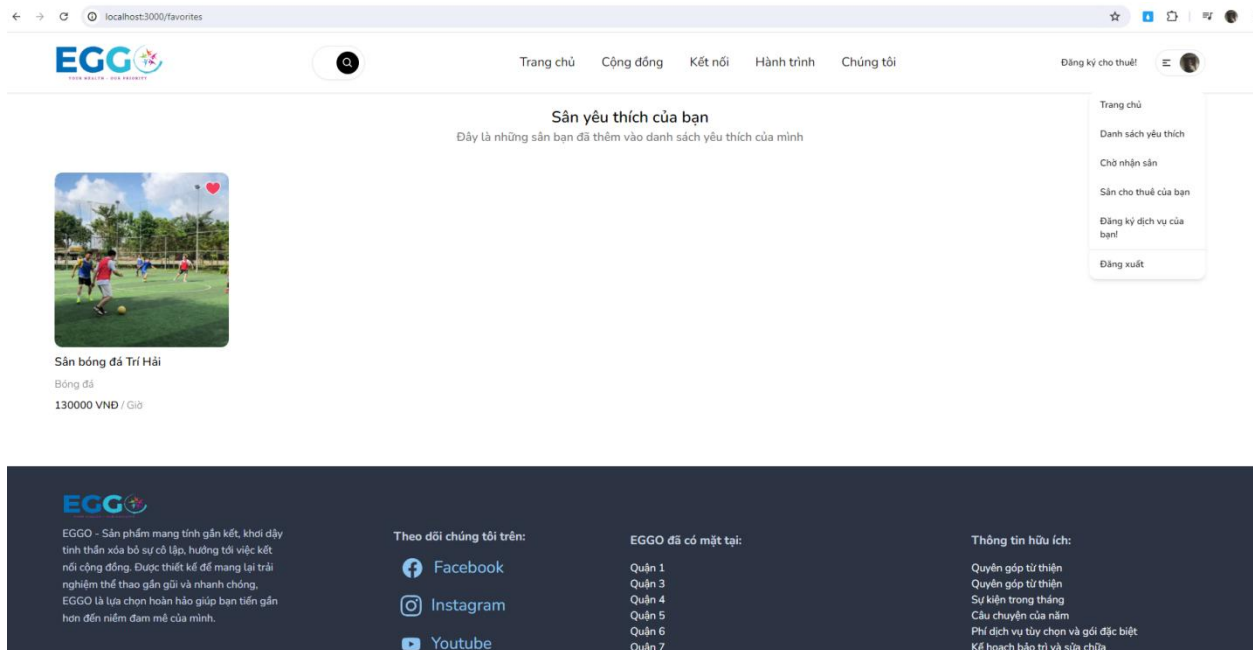 localhost:3000/favorites
EGGO
YOUR HEALTH - OUR PRIORITY
Trang chủ Cộng đồng Kết nối Hành trình Chúng tôi
Đăng ký cho thuê!
Trang chủ
Danh sách yêu thích
Chờ nhận sân
Sân cho thuê của bạn
Đăng ký dịch vụ của
bạn!
Đăng xuất
Sân yêu thích của bạn
Đây là những sân bạn đã thêm vào danh sách yêu thích của mình
Sân bóng đá Trí Hải
Bóng đá
130000 VNĐ / Giờ
EGGO
EGGO - Sản phẩm mang tính gắn kết, khơi dậy
tinh thần xóa bỏ sự cô lập, hướng tới việc kết
nối cộng đồng. Được thiết kế để mang lại trải
nghiệm thể thao gần gũi và nhanh chóng,
EGGO là lựa chọn hoàn hảo giúp bạn tiến gần
hơn đến niềm đam mê của mình.
Theo dõi chúng tôi trên:
Facebook
Instagram
Youtube
EGGO đã có mặt tại:
Quận 1
Quận 3
Quận 4
Quận 5
Quận 6
Quận 7
Thông tin hữu ích:
Quyên góp từ thiện
Quyên góp từ thiện
Sự kiện trong tháng
Câu chuyện của năm
Phí dịch vụ tùy chọn và gói đặc biệt
Kế hoạch bảo trì và sửa chữa